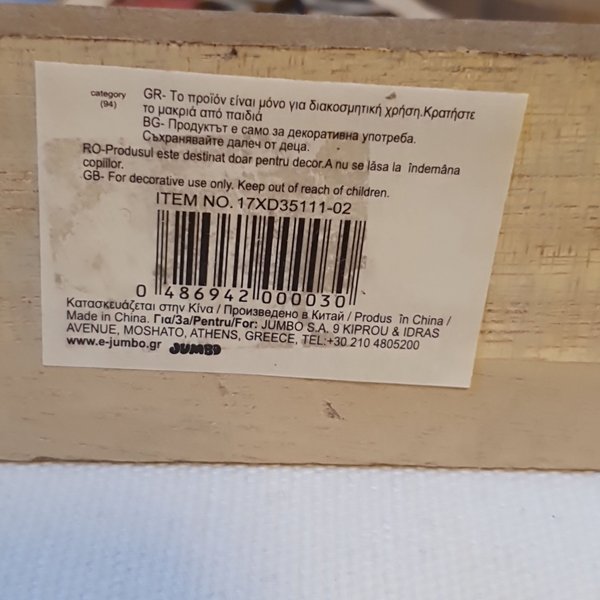 category
(94)
GR- Το προϊόν είναι μόνο για διακοσμητική χρήση.Κρατήστε
το μακριά από παιδιά
BG- Продуктът е само за декоративна употреба.
Съхранявайте далеч от деца.
RO-Produsul este destinat doar pentru decor.A nu se lăsa la îndemâna
copiilor.
GB- For decorative use only. Keep out of reach of children.
ITEM NO. 17XD35111-02
0 486942 000030
Κατασκευάζεται στην Κίνα / Произведено в Китай / Produs în China /
Made in China. Για/За/Pentru/For: JUMBO S.A. 9 KIPROU & IDRAS
AVENUE, MOSHATO, ATHENS, GREECE, TEL:+30 210 4805200
www.e-jumbo.gr JUMBO